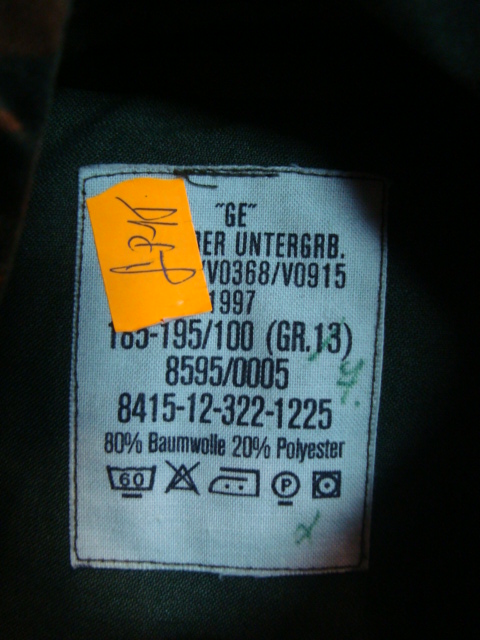 "GE"
UNTERGRB.
/V0368/V0915
1997
185-195/100 (GR.13)
8595/0005
8415-12-322-1225
80% Baumwolle 20% Polyester
60 P